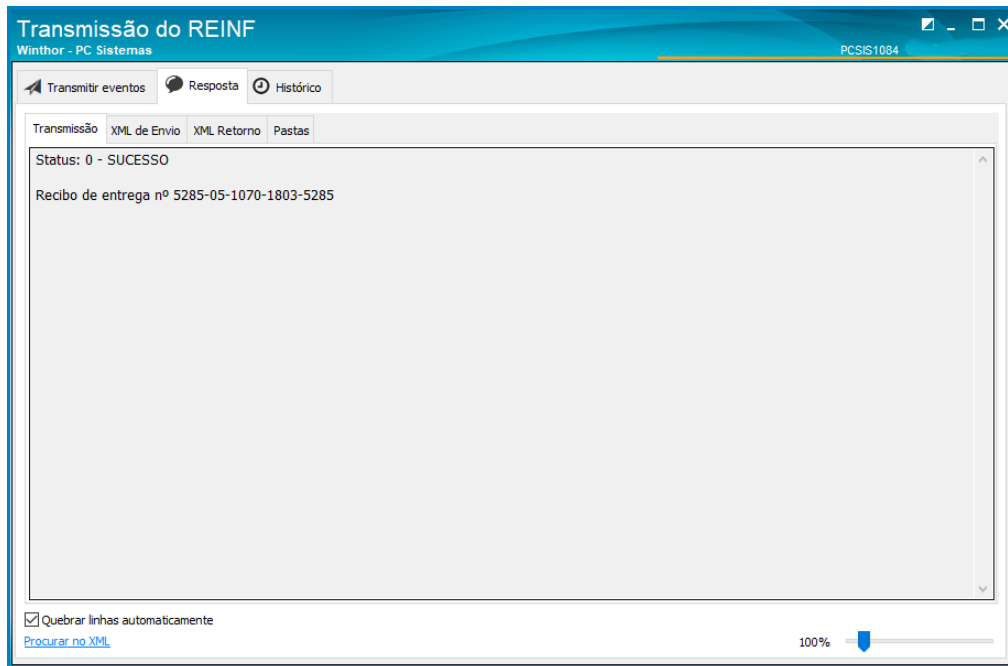 Transmissão do REINF
Winthor - PC Sistemas
PCSIS1084
Transmitir eventos
Resposta
Histórico
Transmissão
XML de Envio
XML Retorno
Pastas
Status: 0 - SUCESSO
Recibo de entrega nº 5285-05-1070-1803-5285
Quebrar linhas automaticamente
Procurar no XML
100%